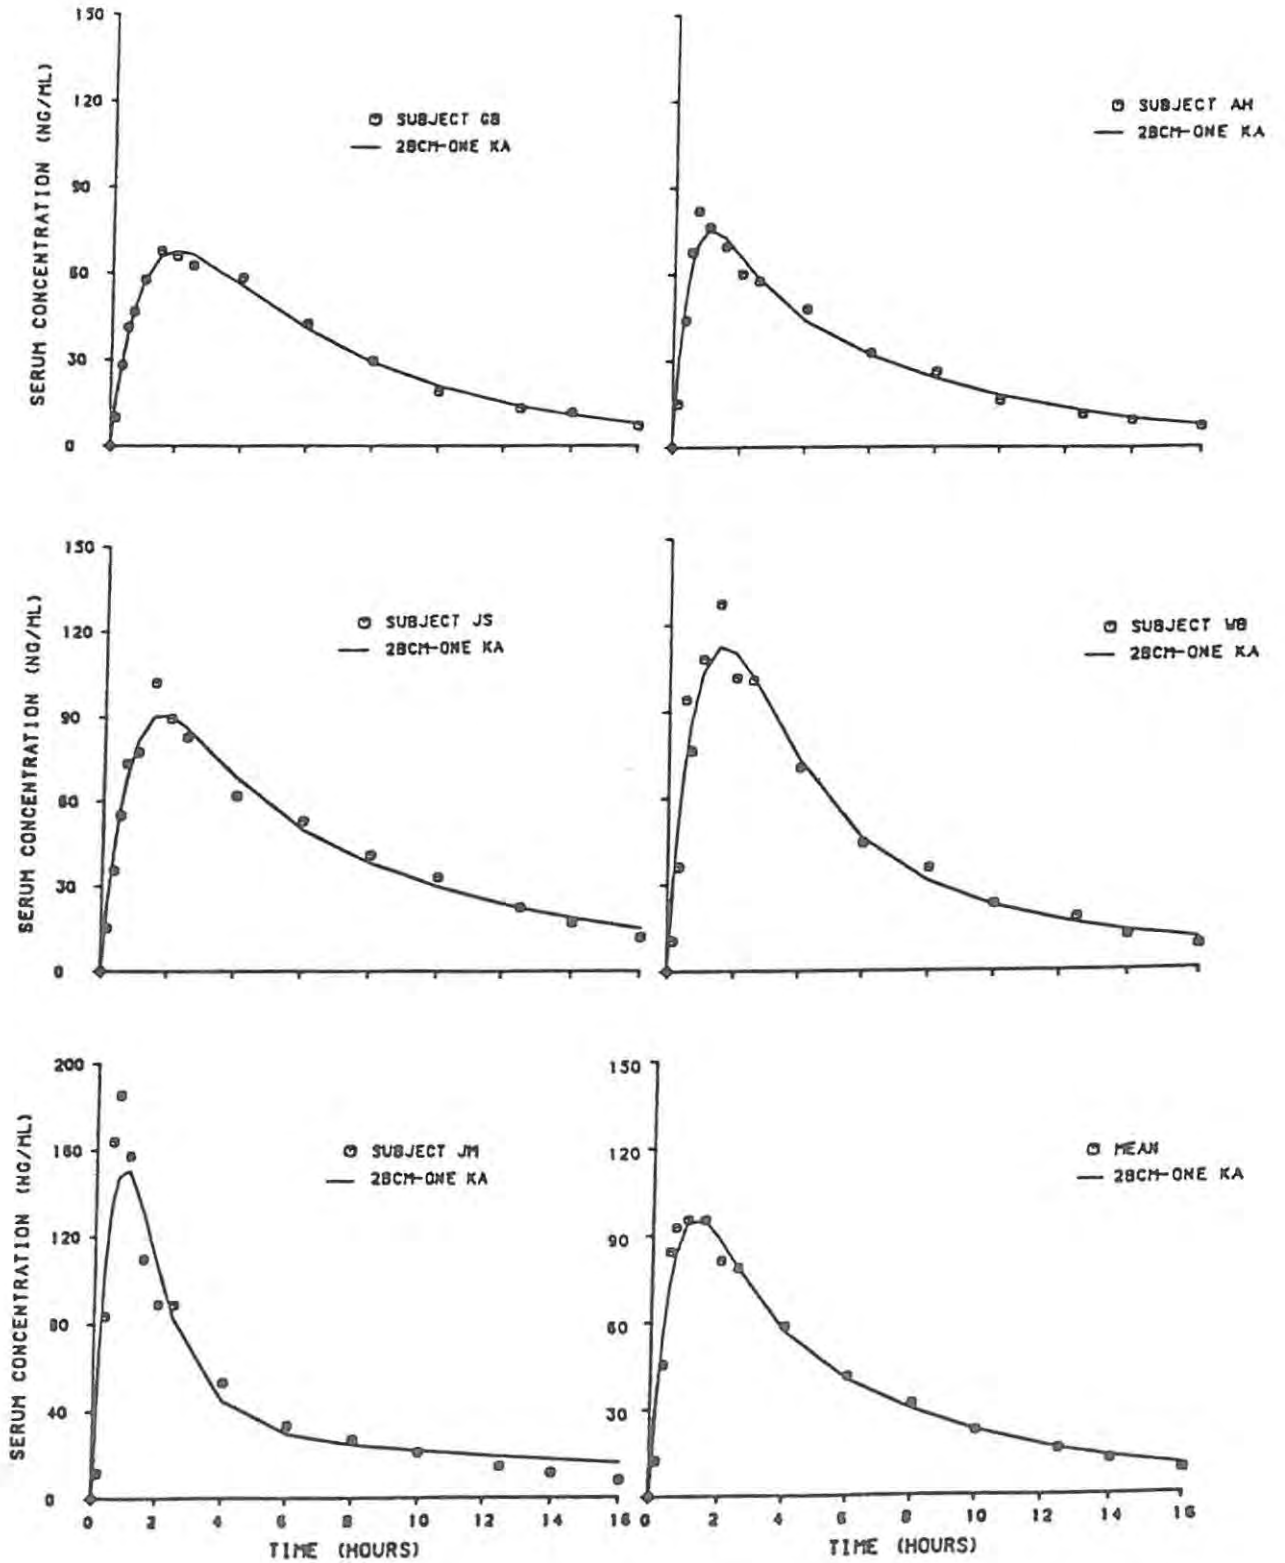 150
120
90
60
30
0
SERUM CONCENTRATION (NG/ML)
SUBJECT GB
2BCM-ONE KA
SUBJECT AH
2BCM-ONE KA
150
120
90
60
30
0
SERUM CONCENTRATION (NG/ML)
SUBJECT JS
2BCM-ONE KA
SUBJECT WB
2BCM-ONE KA
200
160
120
80
40
0
SERUM CONCENTRATION (NG/ML)
SUBJECT JM
2BCM-ONE KA
0 2 4 6 8 10 12 14 16
TIME (HOURS)
150
120
90
60
30
MEAN
2BCM-ONE KA
0 2 4 6 8 10 12 14 16
TIME (HOURS)